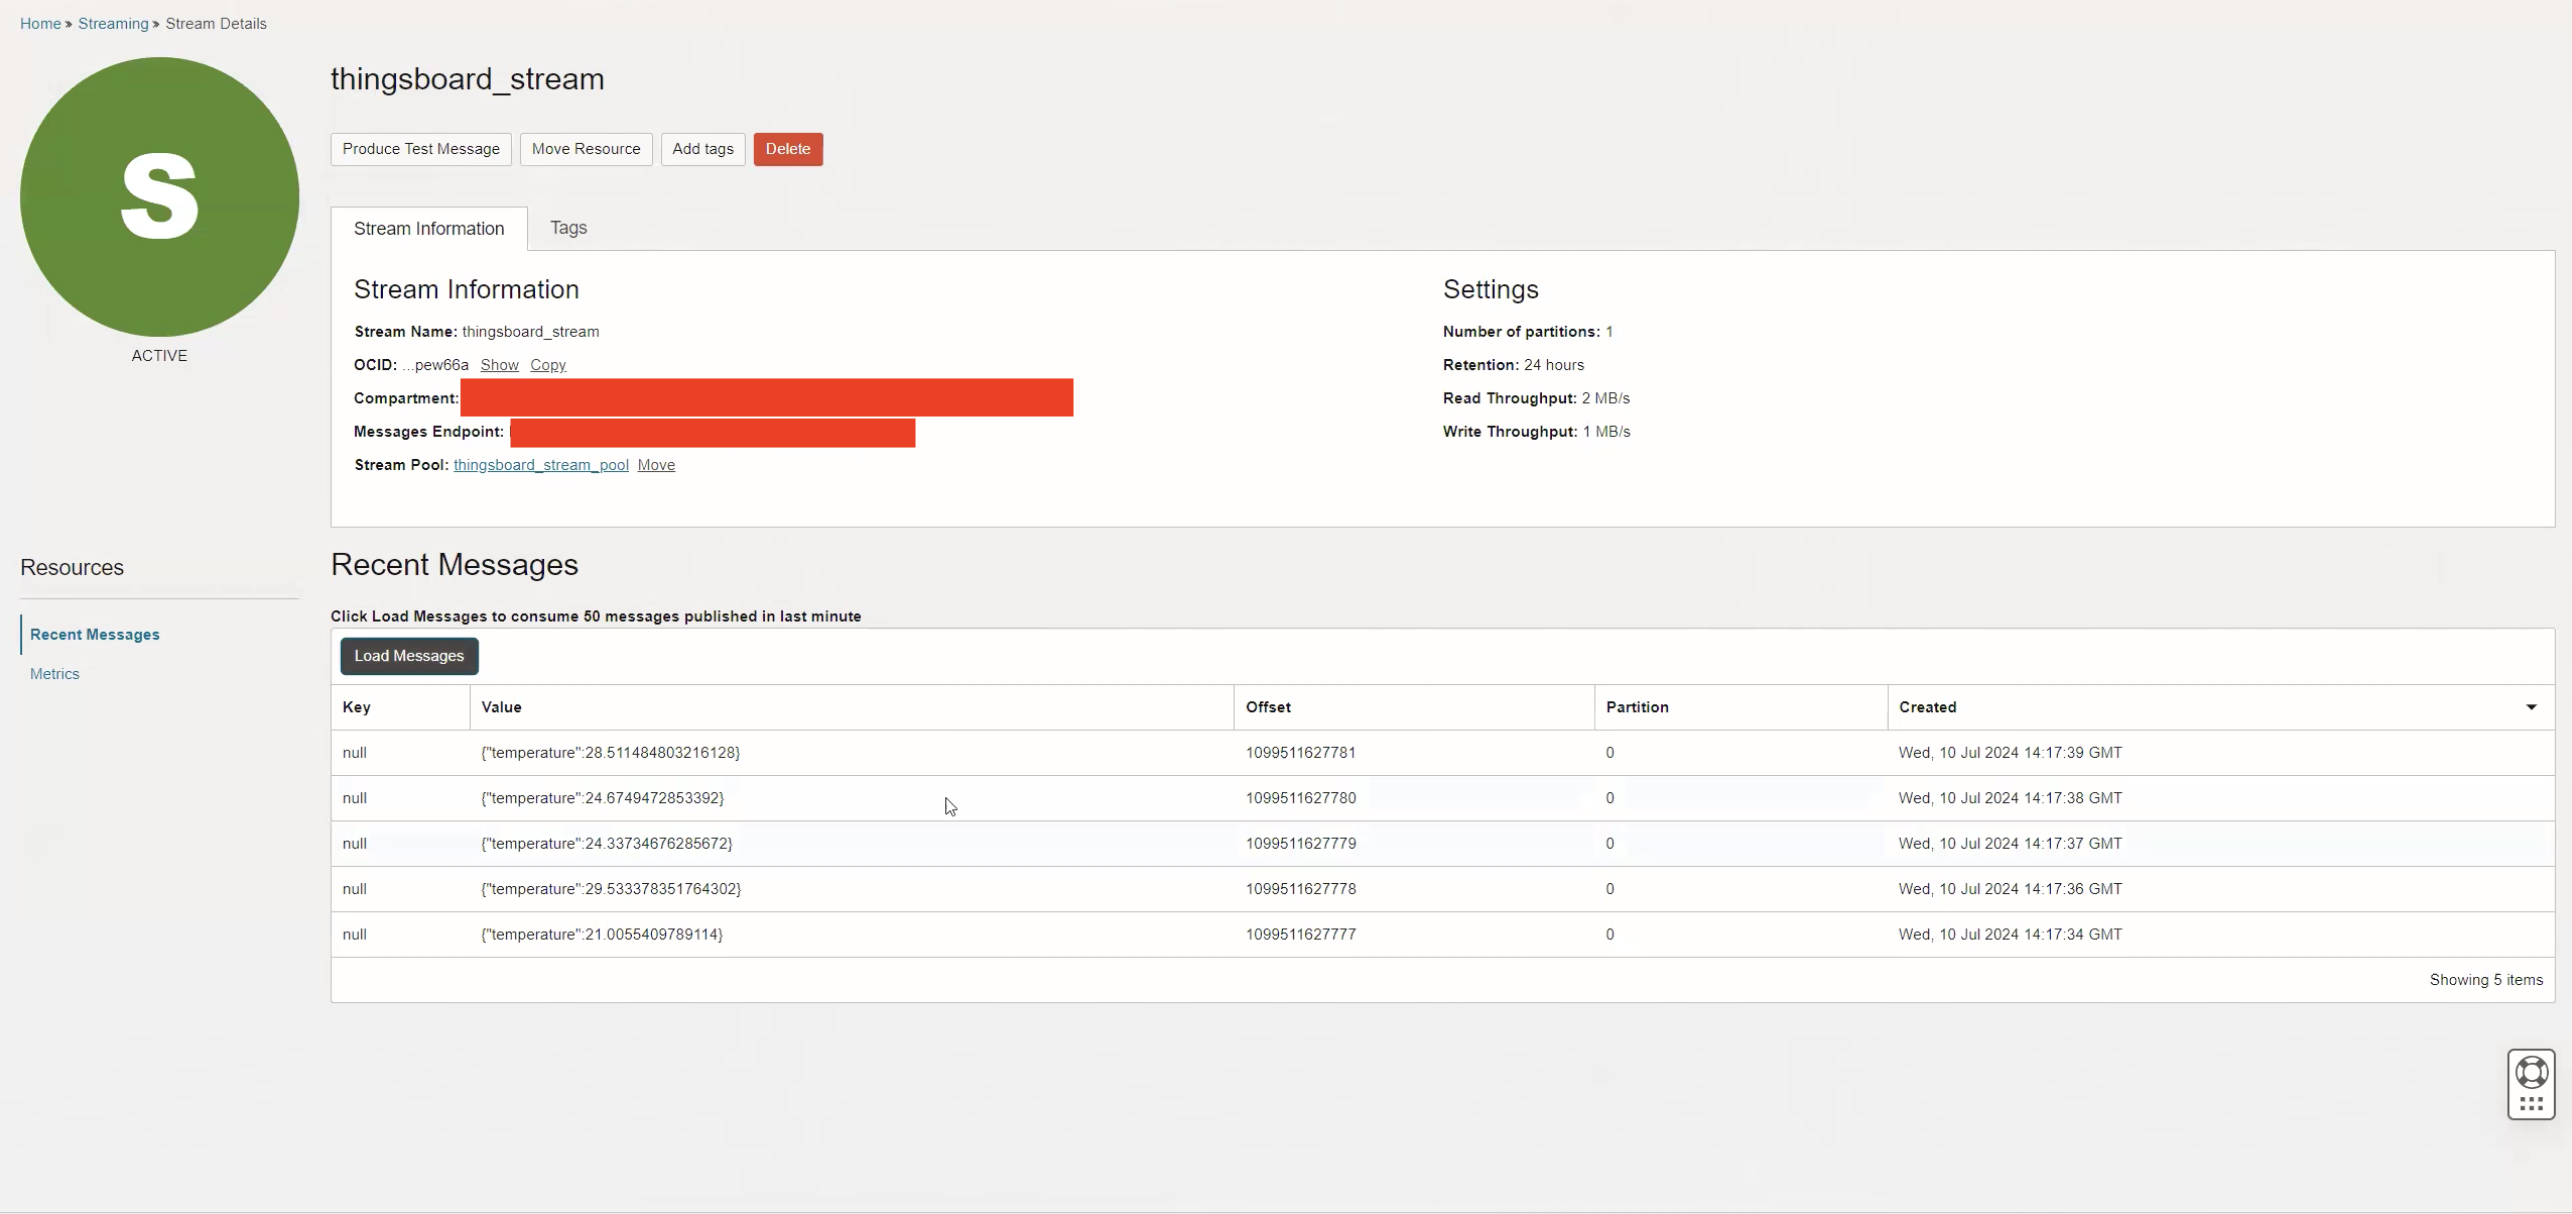 Home » Streaming » Stream Details
S
ACTIVE
thingsboard_stream
Produce Test Message Move Resource Add tags Delete
Stream Information Tags
Stream Information
Stream Name: thingsboard_stream
OCID: ...pew66a Show Copy
Compartment:
Messages Endpoint:
Stream Pool: thingsboard_stream_pool Move
Settings
Number of partitions: 1
Retention: 24 hours
Read Throughput: 2 MB/s
Write Throughput: 1 MB/s
Resources
Recent Messages
Metrics
Recent Messages
Click Load Messages to consume 50 messages published in last minute
Load Messages
Key Value Offset Partition Created
null {"temperature":28.511484803216128} 1099511627781 0 Wed, 10 Jul 2024 14:17:39 GMT
null {"temperature":24.6749472853392} 1099511627780 0 Wed, 10 Jul 2024 14:17:38 GMT
null {"temperature":24.33734676285672} 1099511627779 0 Wed, 10 Jul 2024 14:17:37 GMT
null {"temperature":29.533378351764302} 1099511627778 0 Wed, 10 Jul 2024 14:17:36 GMT
null {"temperature":21.0055409789114} 1099511627777 0 Wed, 10 Jul 2024 14:17:34 GMT
Showing 5 items